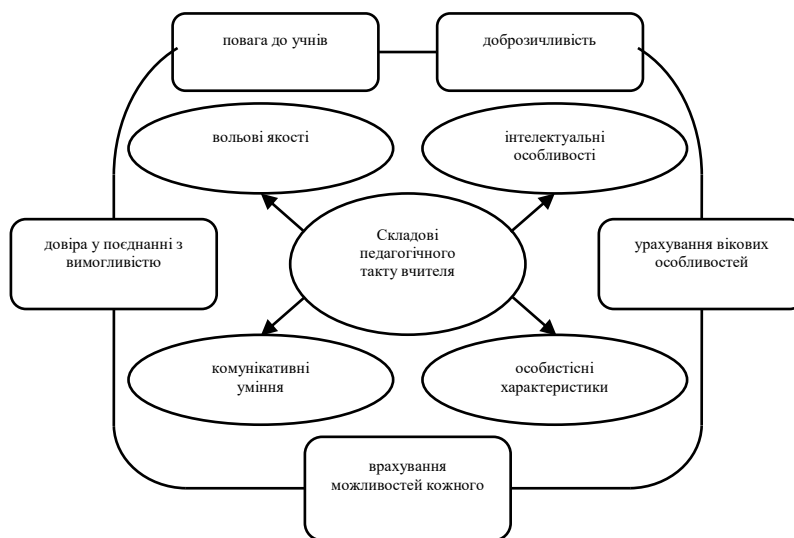 повага до учнів
доброзичливість
вольові якості
інтелектуальні
особливості
Складові
педагогічного
такту вчителя
довіра у поєднанні з
вимогливістю
урахування вікових
особливостей
комунікативні
уміння
особистісні
характеристики
врахування
можливостей кожного